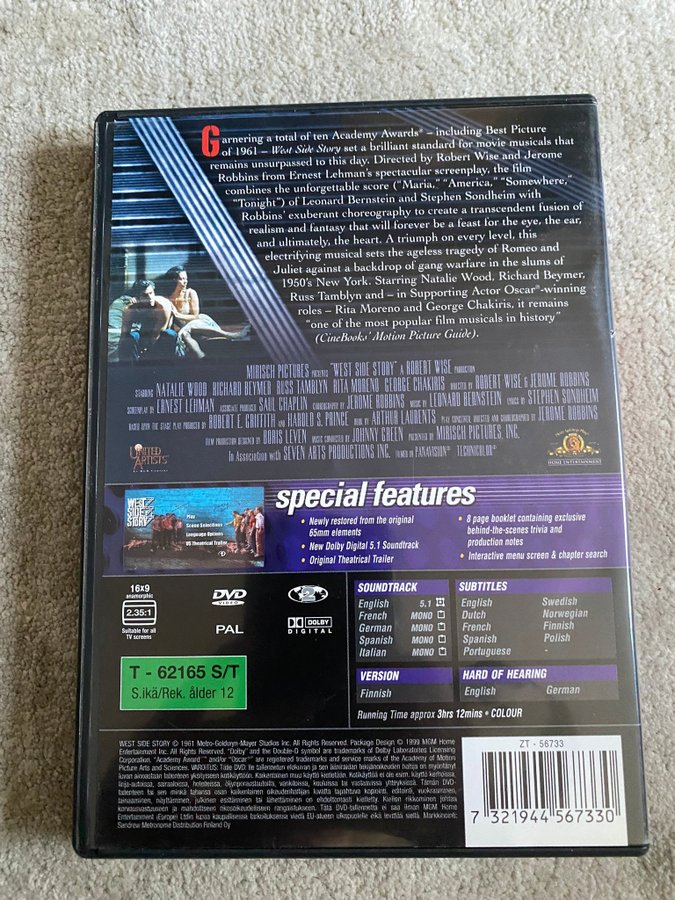 Garnering a total of ten Academy Awards® – including Best Picture
of 1961 – West Side Story set a brilliant standard for movie musicals that
remains unsurpassed to this day. Directed by Robert Wise and Jerome
Robbins from Ernest Lehman's spectacular screenplay, the film
combines the unforgettable score ("Maria," "America," "Somewhere,"
"Tonight") of Leonard Bernstein and Stephen Sondheim with
Robbins' exuberant choreography to create a transcendent fusion of
realism and fantasy that will forever be a feast for the eye, the ear,
and ultimately, the heart. A triumph on every level, this
electrifying musical sets the ageless tragedy of Romeo and
Juliet against a backdrop of gang warfare in the slums of
1950's New York. Starring Natalie Wood, Richard Beymer,
Russ Tamblyn and – in Supporting Actor Oscar®-winning
roles – Rita Moreno and George Chakiris, it remains
"one of the most popular film musicals in history"
(CineBooks' Motion Picture Guide).
MIRISCH PICTURES PRESENTS "WEST SIDE STORY" A ROBERT WISE PRODUCTION
STARRING NATALIE WOOD RICHARD BEYMER RUSS TAMBLYN RITA MORENO GEORGE CHAKIRIS DIRECTED BY ROBERT WISE & JEROME ROBBINS
SCREENPLAY BY ERNEST LEHMAN ASSOCIATE PRODUCER SAUL CHAPLIN CHOREOGRAPHY BY JEROME ROBBINS MUSIC BY LEONARD BERNSTEIN LYRICS BY STEPHEN SONDHEIM
BASED UPON THE STAGE PLAY PRODUCED BY ROBERT E. GRIFFITH AND HAROLD S. PRINCE BOOK BY ARTHUR LAURENTS PLAY CONCEIVED, DIRECTED AND CHOREOGRAPHED BY JEROME ROBBINS
FILM PRODUCTION DESIGNED BY BORIS LEVEN MUSIC CONDUCTED BY JOHNNY GREEN PRESENTED BY MIRISCH PICTURES, INC.
In Association with SEVEN ARTS PRODUCTIONS INC. FILMED IN PANAVISION® TECHNICOLOR®
UNITED
ARTISTS
HOME ENTERTAINMENT
special features
WEST
SIDE
STORY
Play
Scene Selections
Language Options
US Theatrical Trailer
• Newly restored from the original
65mm elements
• New Dolby Digital 5.1 Soundtrack
• Original Theatrical Trailer
• 8 page booklet containing exclusive
behind-the-scenes trivia and
production notes
• Interactive menu screen & chapter search
16x9
anamorphic
2.35:1
Suitable for all
TV screens
DVD
VIDEO
PAL
2
DOLBY
DIGITAL
T - 62165 S/T
S.ikä/Rek. ålder 12
SOUNDTRACK
English 5.1
French MONO
German MONO
Spanish MONO
Italian MONO
SUBTITLES
English Swedish
Dutch Norwegian
French Finnish
Spanish Polish
Portuguese
VERSION
Finnish
HARD OF HEARING
English German
Running Time approx 3hrs 12mins • COLOUR
WEST SIDE STORY © 1961 Metro-Goldwyn-Mayer Studios Inc. All Rights Reserved. Package Design © 1999 MGM Home
Entertainment Inc. All Rights Reserved. "Dolby" and the Double-D symbol are trademarks of Dolby Laboratories Licensing
Corporation. "Academy Award®" and/or "Oscar®" are registered trademarks and service marks of the Academy of
Motion Picture Arts and Sciences. VAROITUS: Tälle DVD:lle
MGM Home
Entertainment (Europe) Ltd:n
Sandrew Metronome Distribution Finland Oy
ZT - 56733
7 321944 567330